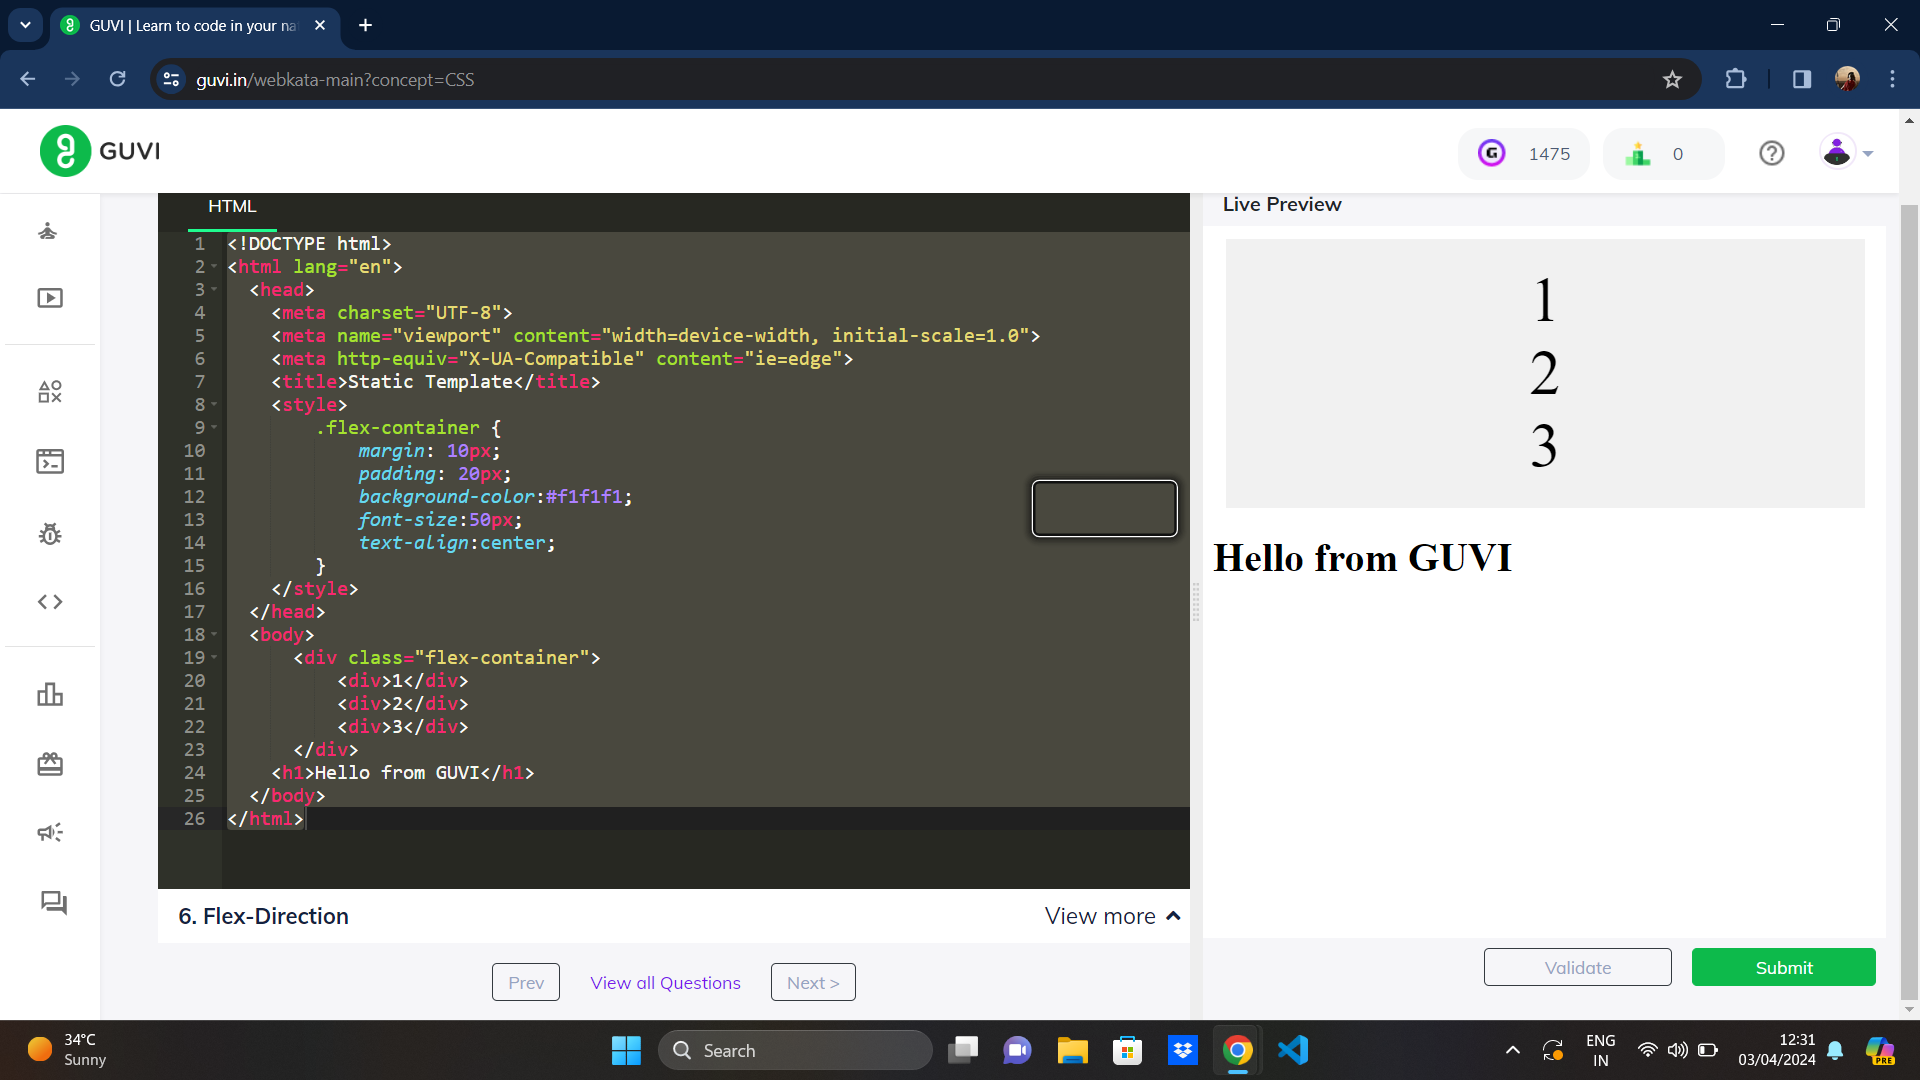 GUVI | Learn to code in your na
guvi.in/webkata-main?concept=CSS
GUVI
G 1475
0
HTML
1 <!DOCTYPE html>
2 <html lang="en">
3 <head>
4 <meta charset="UTF-8">
5 <meta name="viewport" content="width=device-width, initial-scale=1.0">
6 <meta http-equiv="X-UA-Compatible" content="ie=edge">
7 <title>Static Template</title>
8 <style>
9 .flex-container {
10 margin: 10px;
11 padding: 20px;
12 background-color:#f1f1f1;
13 font-size:50px;
14 text-align:center;
15 }
16 </style>
17 </head>
18 <body>
19 <div class="flex-container">
20 <div>1</div>
21 <div>2</div>
22 <div>3</div>
23 </div>
24 <h1>Hello from GUVI</h1>
25 </body>
26 </html>
6. Flex-Direction
View more
Prev
View all Questions
Next >
Live Preview
1
2
3
Hello from GUVI
Validate
Submit
34°C
Sunny
Search
ENG
IN
12:31
03/04/2024
PRE